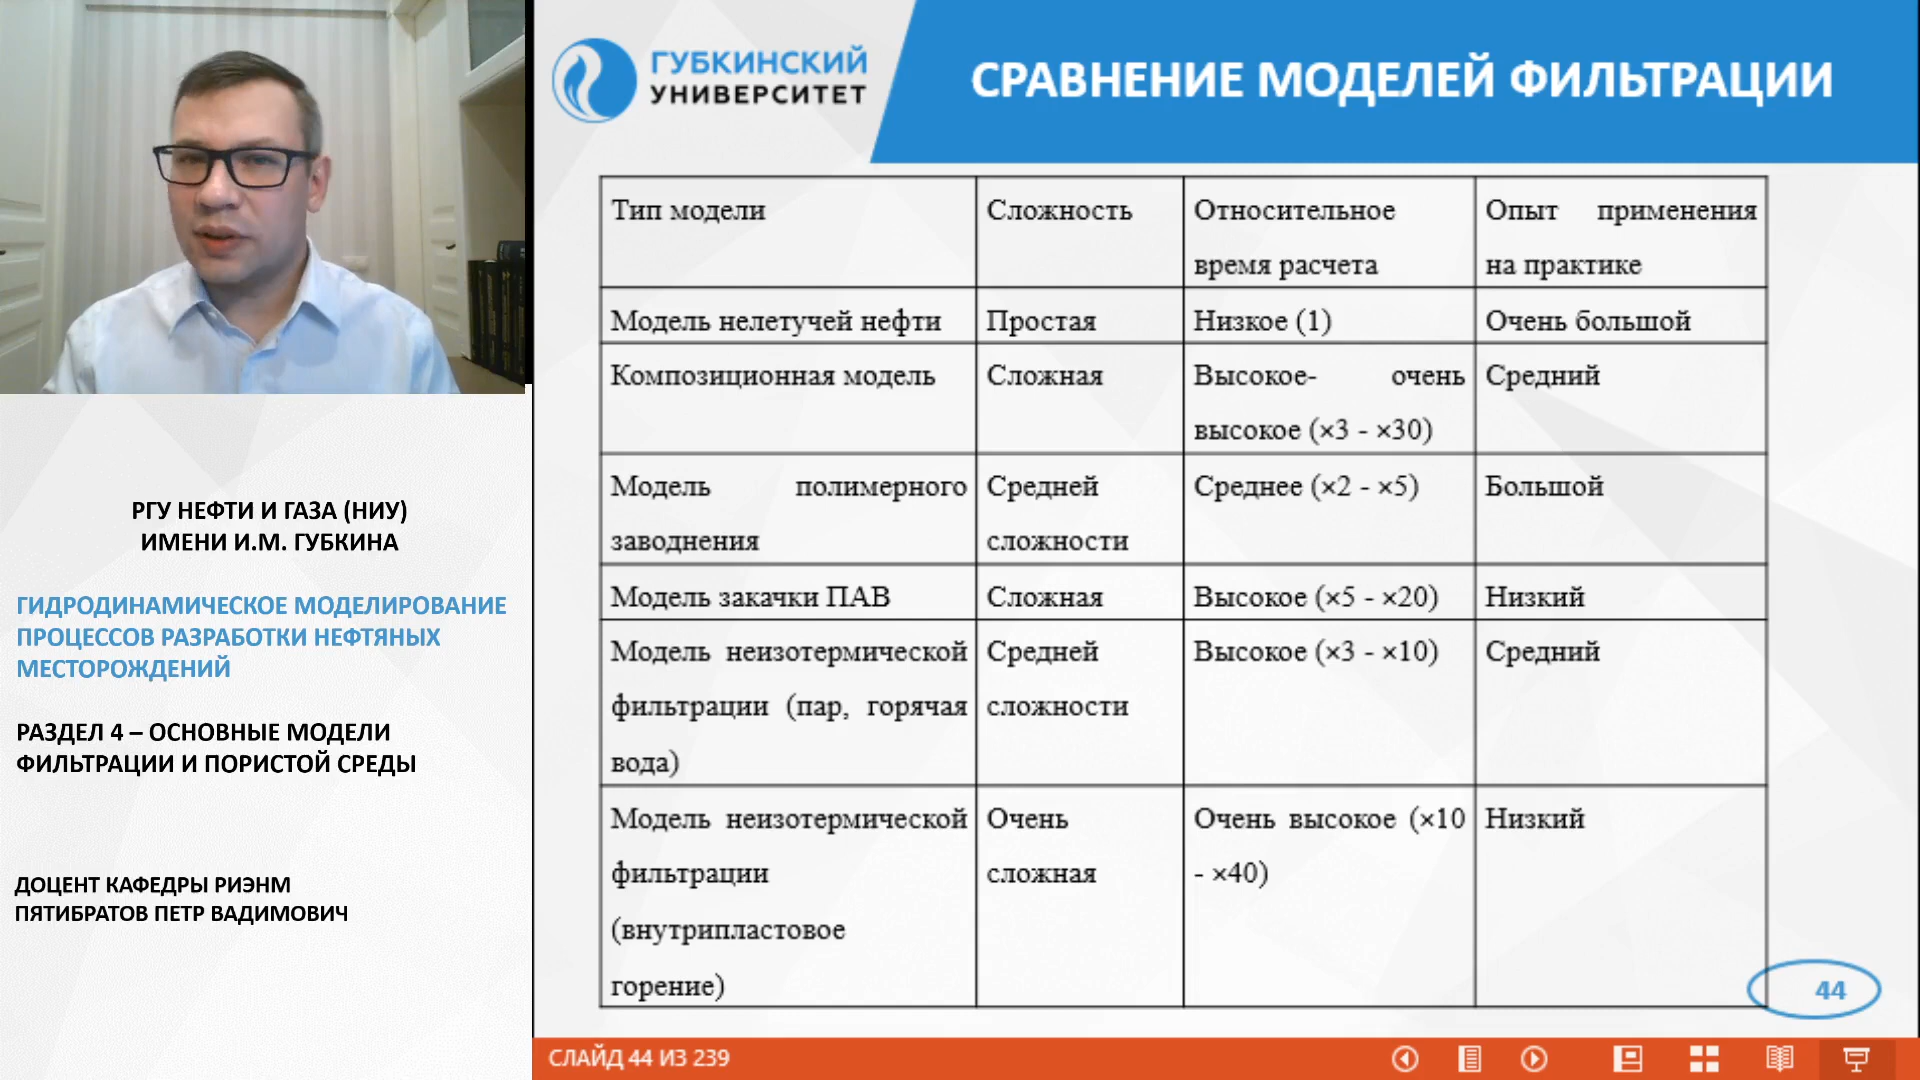 ГУБКИНСКИЙ
УНИВЕРСИТЕТ
СРАВНЕНИЕ МОДЕЛЕЙ ФИЛЬТРАЦИИ
РГУ НЕФТИ И ГАЗА (НИУ)
ИМЕНИ И.М. ГУБКИНА
ГИДРОДИНАМИЧЕСКОЕ МОДЕЛИРОВАНИЕ
ПРОЦЕССОВ РАЗРАБОТКИ НЕФТЯНЫХ
МЕСТОРОЖДЕНИЙ
РАЗДЕЛ 4 – ОСНОВНЫЕ МОДЕЛИ
ФИЛЬТРАЦИИ И ПОРИСТОЙ СРЕДЫ
ДОЦЕНТ КАФЕДРЫ РИЭНМ
ПЯТИБРАТОВ ПЕТР ВАДИМОВИЧ
Тип модели
Сложность
Относительное
время расчета
Опыт применения
на практике
Модель нелетучей нефти
Простая
Низкое (1)
Очень большой
Композиционная модель
Сложная
Высокое- очень
высокое (×3 - ×30)
Средний
Модель полимерного
заводнения
Средней
сложности
Среднее (×2 - ×5)
Большой
Модель закачки ПАВ
Сложная
Высокое (×5 - ×20)
Низкий
Модель неизотермической
фильтрации (пар, горячая
вода)
Средней
сложности
Высокое (×3 - ×10)
Средний
Модель неизотермической
фильтрации
(внутрипластовое
горение)
Очень
сложная
Очень высокое (×10
- ×40)
Низкий
44
СЛАЙД 44 ИЗ 239